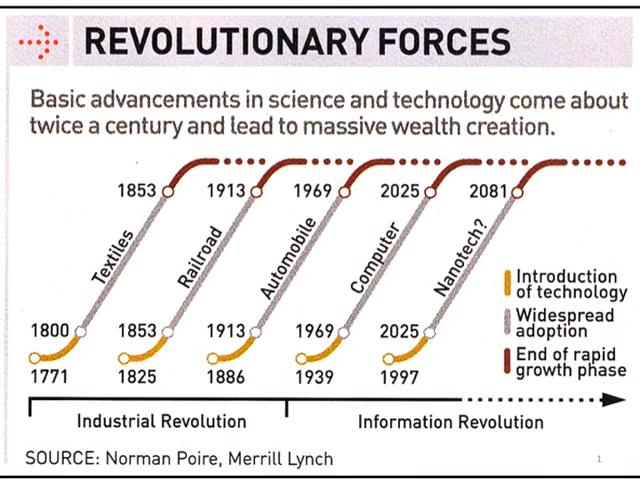 REVOLUTIONARY FORCES
Basic advancements in science and technology come about
twice a century and lead to massive wealth creation.
1853 1913 1969 2025 2081
Textiles Railroad Automobile Computer Nanotech?
Introduction
of technology
Widespread
adoption
End of rapid
growth phase
1800 1853 1913 1969 2025
1771 1825 1886 1939 1997
Industrial Revolution Information Revolution
SOURCE: Norman Poire, Merrill Lynch
1